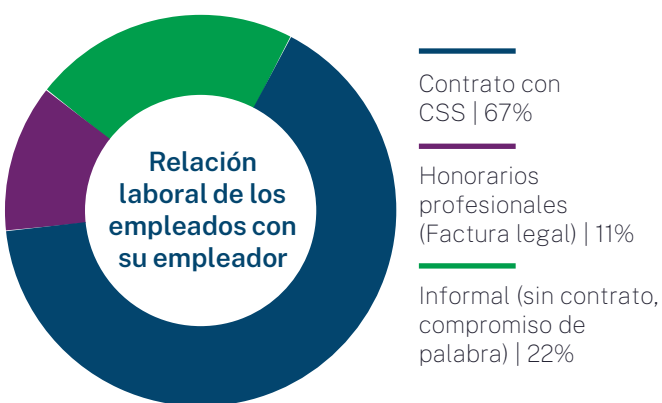 Relación
laboral de los
empleados con
su empleador
Contrato con
CSS | 67%
Honorarios
profesionales
(Factura legal) | 11%
Informal (sin contrato,
compromiso de
palabra) | 22%